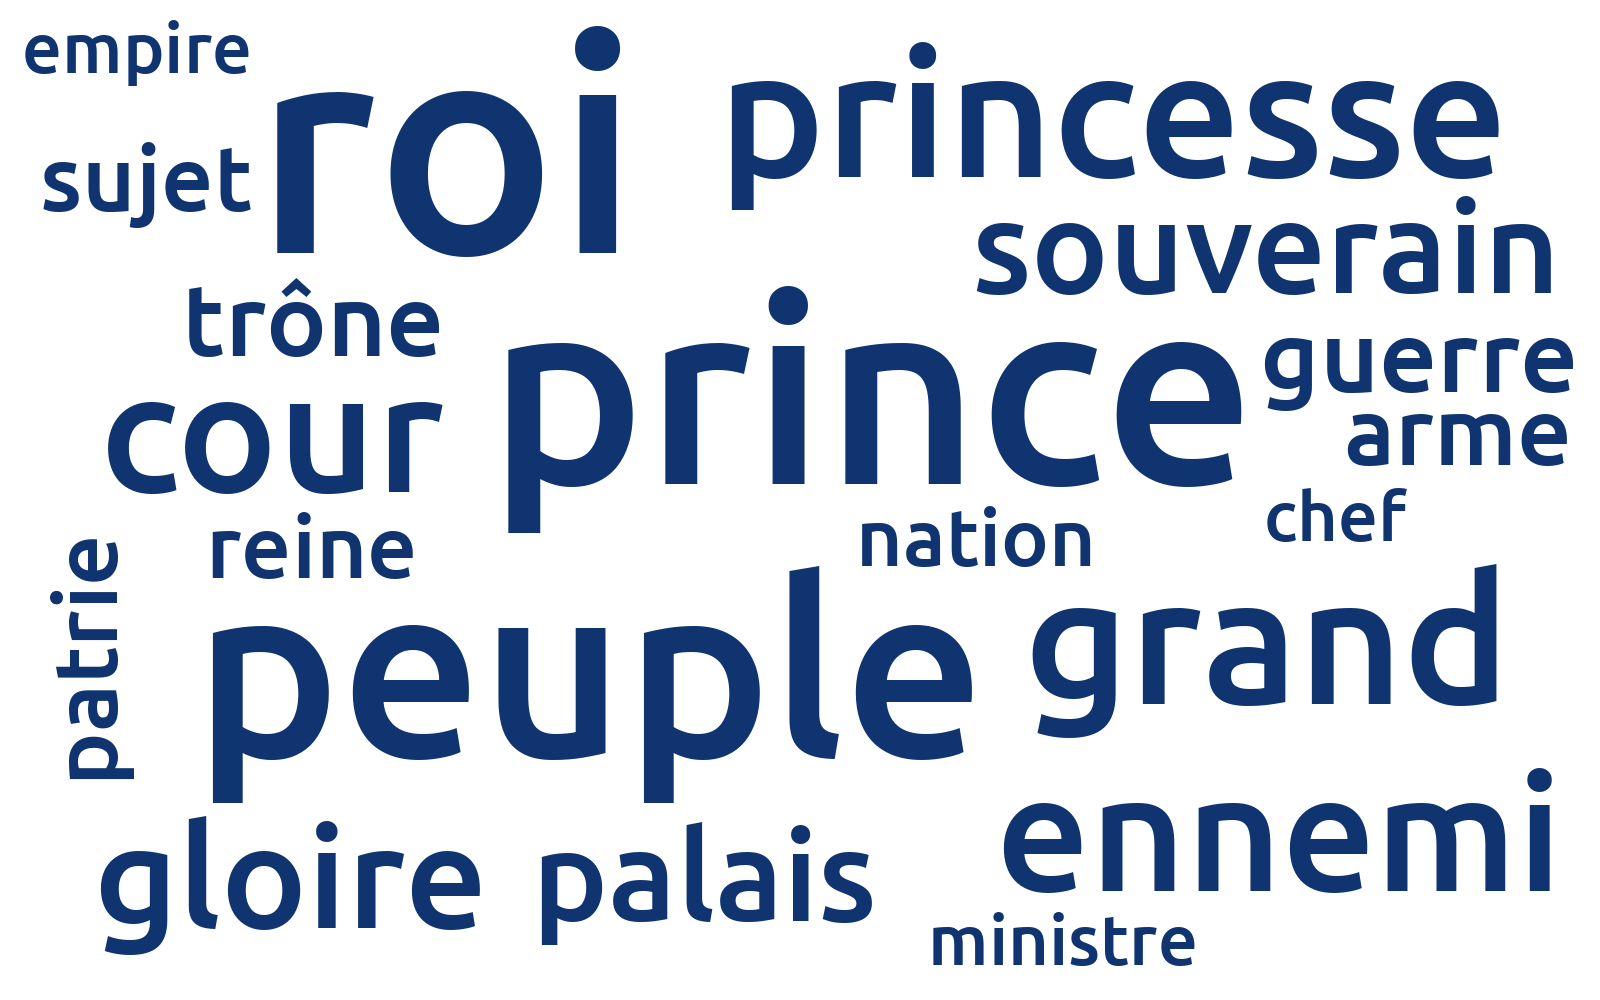 empire
roi
princesse
sujet
souverain
trône
prince
guerre
cour
arme
reine
nation
chef
patrie
peuple
grand
gloire
palais
ennemi
ministre